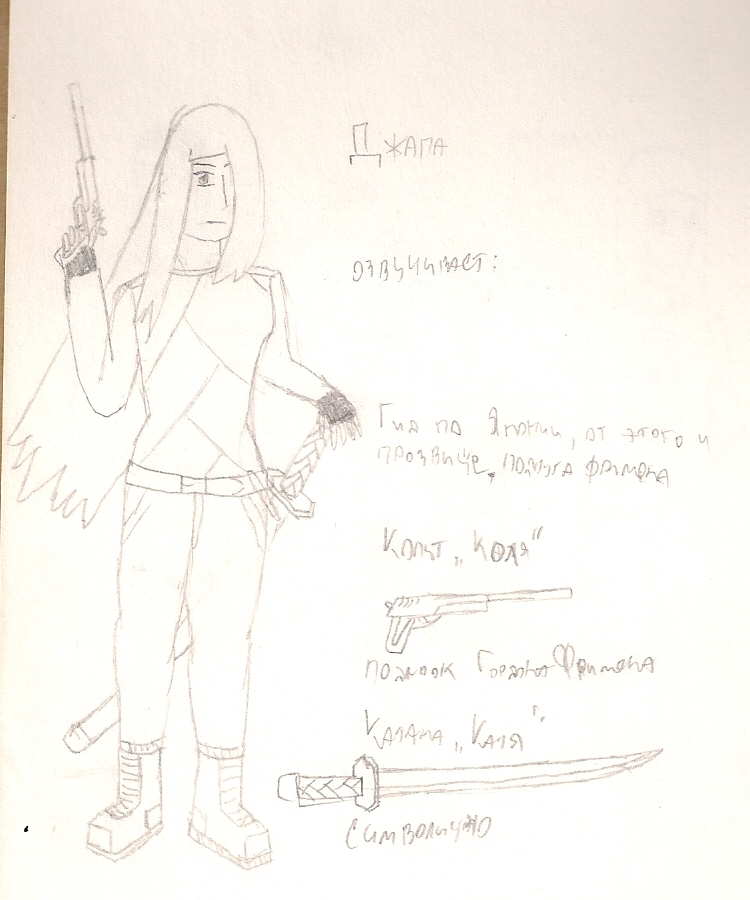 Джапа
озвучивает:
Гид по Японии, от этого и
прозвище, подруга фримена
Кольт „Коля“
подарок Гордона Фримена
Катана „Катя“
Символично